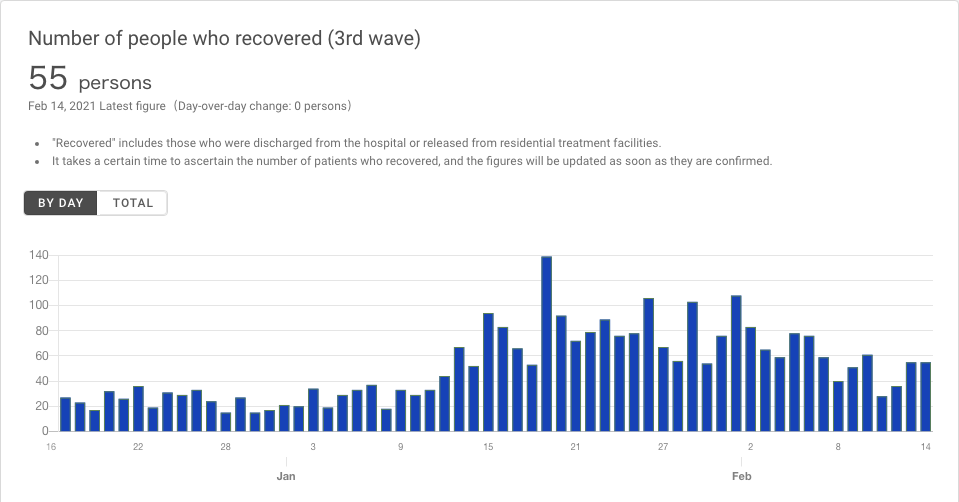 Number of people who recovered (3rd wave)
55 persons
Feb 14, 2021 Latest figure（Day-over-day change: 0 persons）
• "Recovered" includes those who were discharged from the hospital or released from residential treatment facilities.
• It takes a certain time to ascertain the number of patients who recovered, and the figures will be updated as soon as they are confirmed.
BY DAY TOTAL
140
120
100
80
60
40
20
0
16 22 28 3 9 15 21 27 2 8 14
Jan Feb